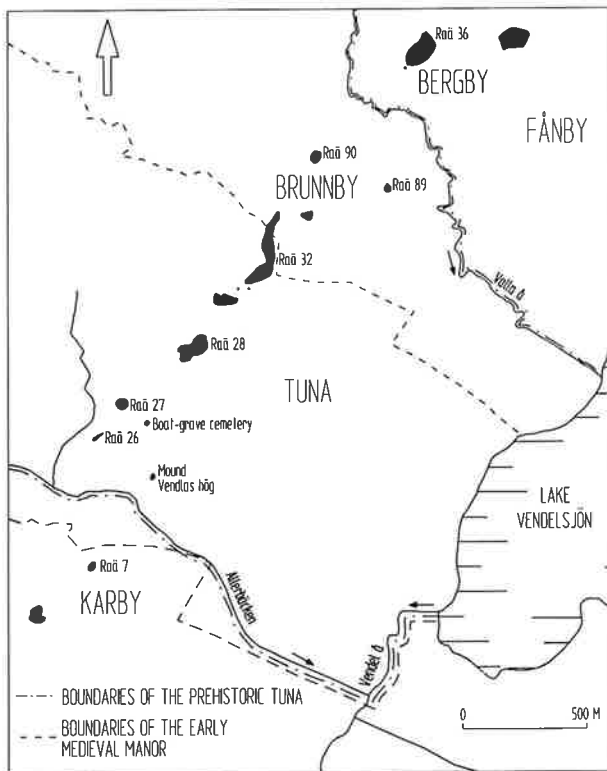 Raä 36
BERGBY
FÅNBY
Raä 90
BRUNNBY
Raä 89
Raä 32
Valla å
Raä 28
TUNA
Raä 27
Boat-grave cemetery
Raä 26
Mound
Vendlas hög
LAKE
VENDELSJÖN
Raä 7
KARBY
Allerbäcken
Vendel å
BOUNDARIES OF THE PREHISTORIC TUNA
BOUNDARIES OF THE EARLY
MEDIEVAL MANOR
0 500 M